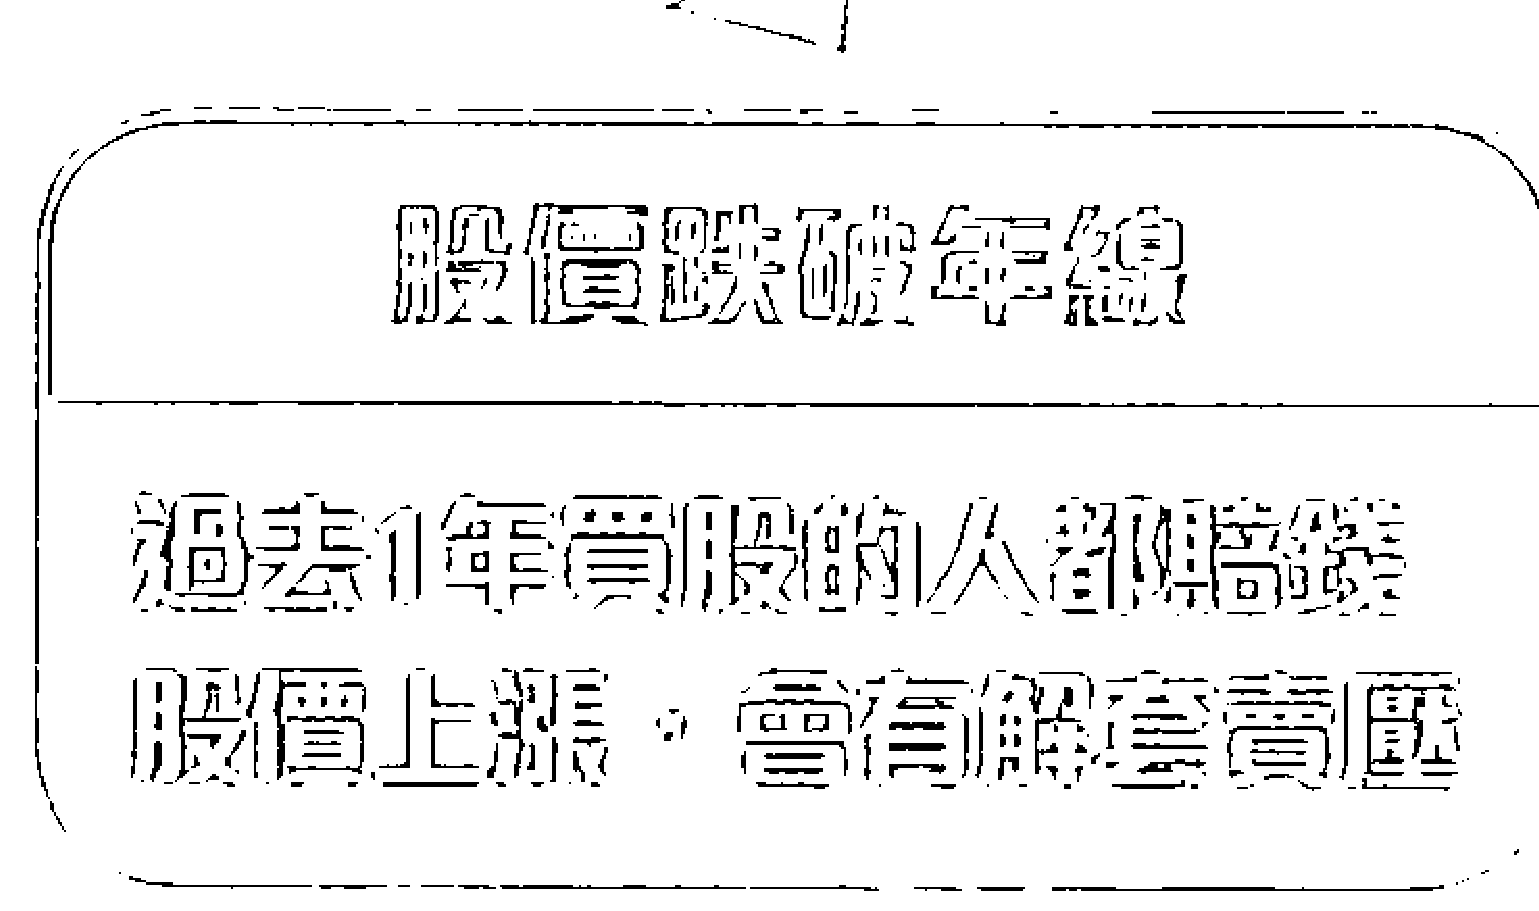 股價跌破年線
過去1年買股的人都賠錢
股價上漲，會有解套賣壓